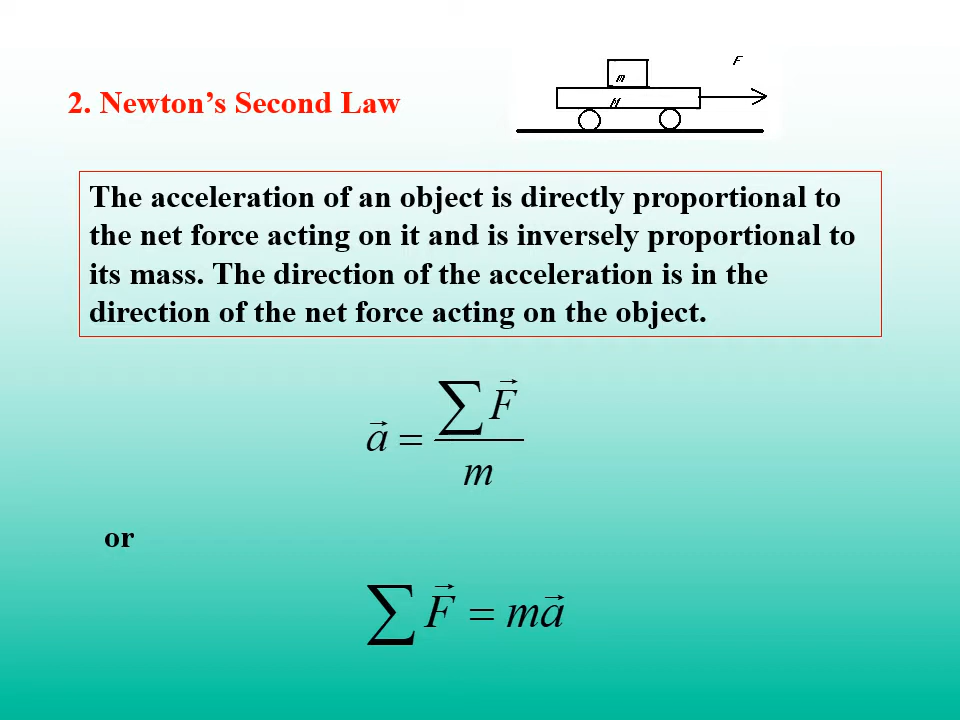 F
m
M
2. Newton’s Second Law
The acceleration of an object is directly proportional to
the net force acting on it and is inversely proportional to
its mass. The direction of the acceleration is in the
direction of the net force acting on the object.
a⃗ = ∑F⃗ / m
or
∑F⃗ = ma⃗